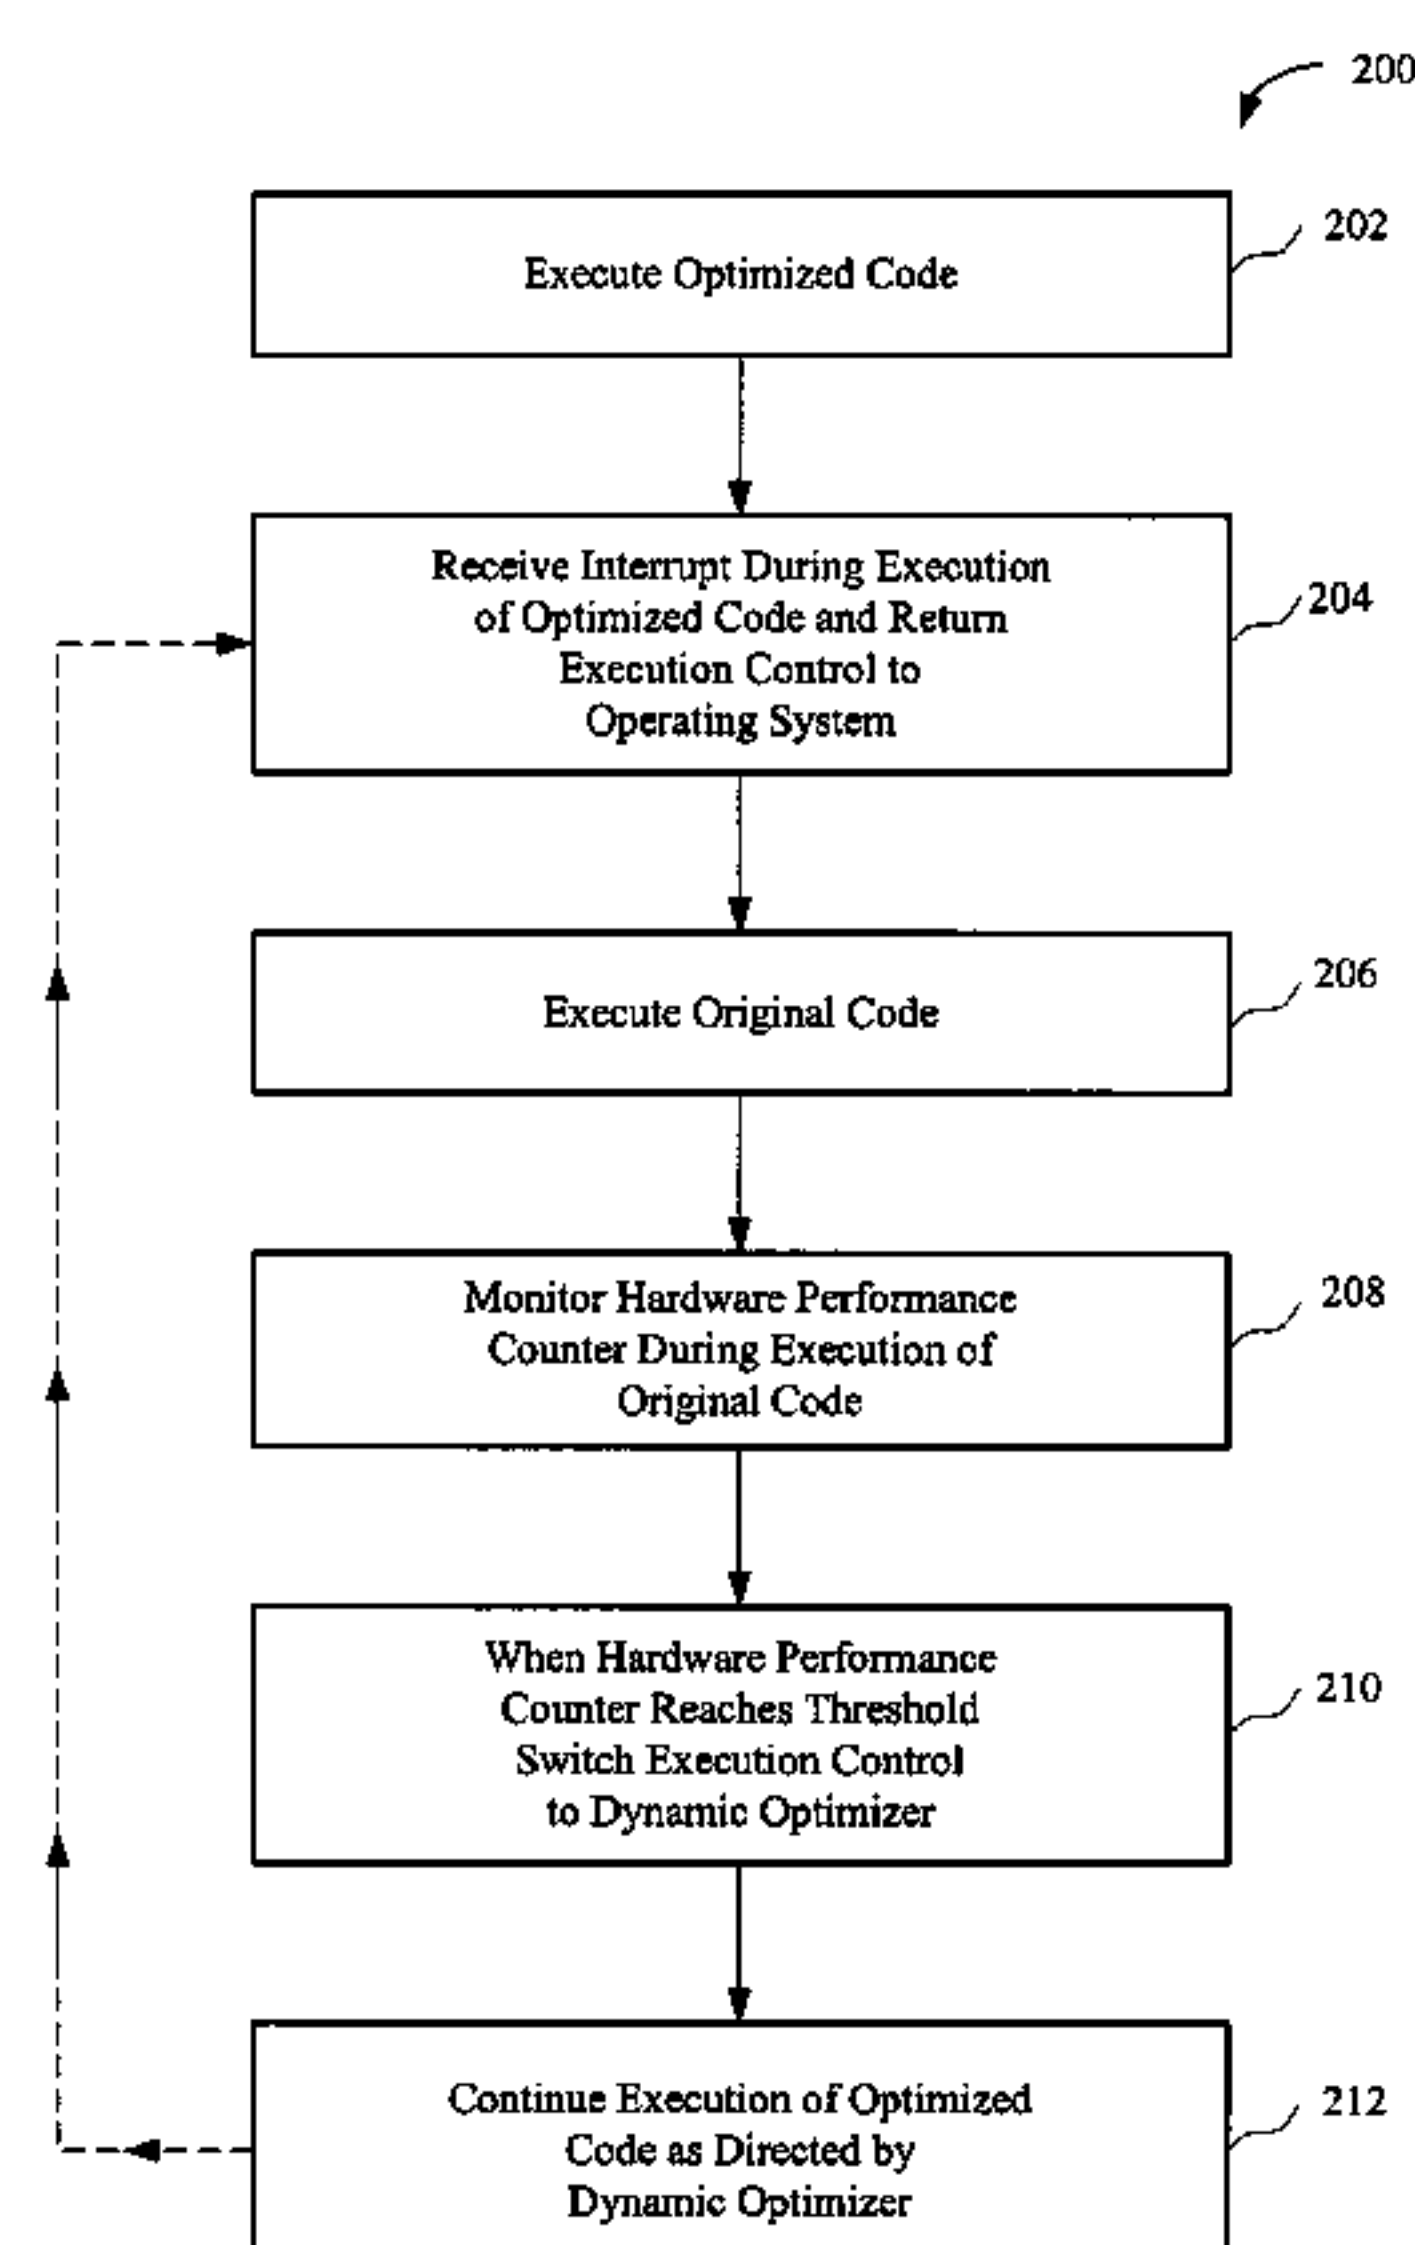 200
Execute Optimized Code
202
Receive Interrupt During Execution
of Optimized Code and Return
Execution Control to
Operating System
204
Execute Original Code
206
Monitor Hardware Performance
Counter During Execution of
Original Code
208
When Hardware Performance
Counter Reaches Threshold
Switch Execution Control
to Dynamic Optimizer
210
Continue Execution of Optimized
Code as Directed by
Dynamic Optimizer
212